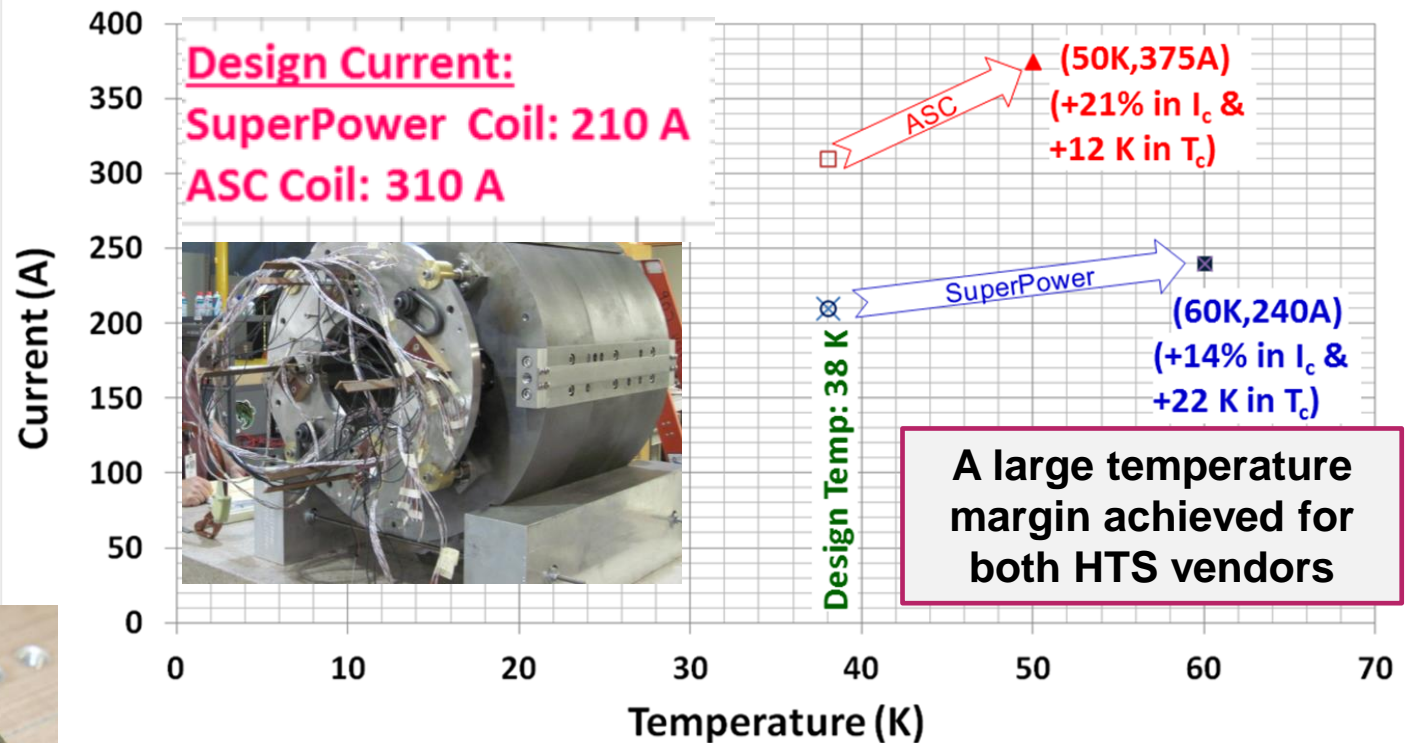 400
350
300
250
200
150
100
50
0
Current (A)
Design Current:
SuperPower Coil: 210 A
ASC Coil: 310 A
ASC
(50K,375A)
(+21% in Ic &
+12 K in Tc)
SuperPower
(60K,240A)
(+14% in Ic &
+22 K in Tc)
Design Temp: 38 K
A large temperature
margin achieved for
both HTS vendors
0 10 20 30 40 50 60 70
Temperature (K)